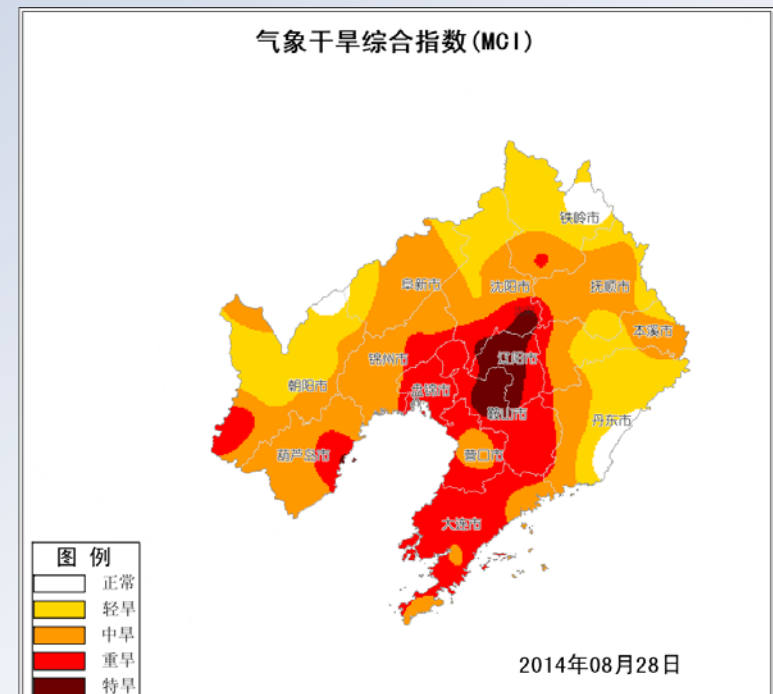 气象干旱综合指数(MCI)
铁岭市
阜新市
沈阳市
抚顺市
本溪市
锦州市
辽阳市
朝阳市
盘锦市
鞍山市
丹东市
葫芦岛市
营口市
大连市
图 例
正常
轻旱
中旱
重旱
特旱
2014年08月28日